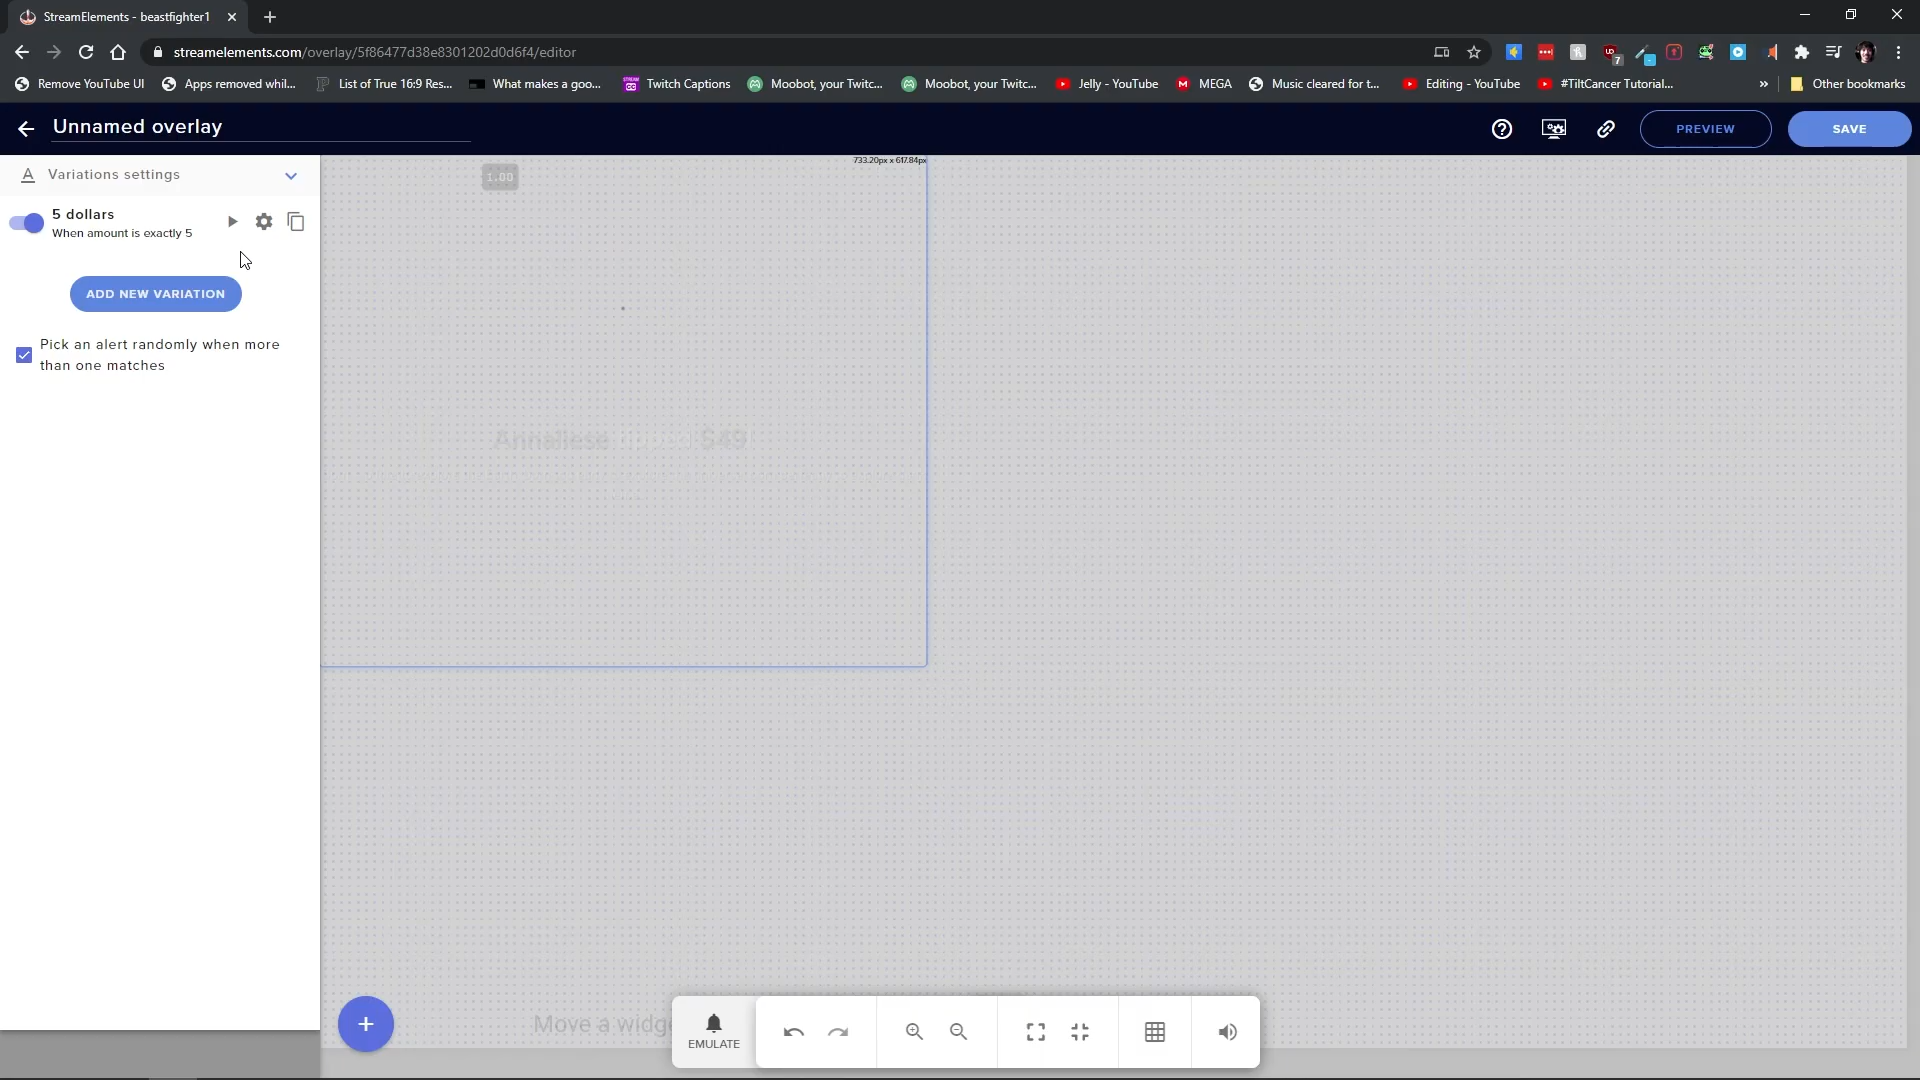 StreamElements - beastfighter1
streamelements.com/overlay/5f86477d38e8301202d0d6f4/editor
7
Remove YouTube UI
Apps removed whil...
List of True 16:9 Res...
What makes a goo...
Twitch Captions
Moobot, your Twitc...
Moobot, your Twitc...
Jelly - YouTube
MEGA
Music cleared for t...
Editing - YouTube
#TiltCancer Tutorial...
»
Other bookmarks
Unnamed overlay
PREVIEW
SAVE
Variations settings
733.20px x 617.84px
1.00
5 dollars
When amount is exactly 5
ADD NEW VARIATION
Pick an alert randomly when more
than one matches
Annaliese tipped $49!
Move a widge
EMULATE